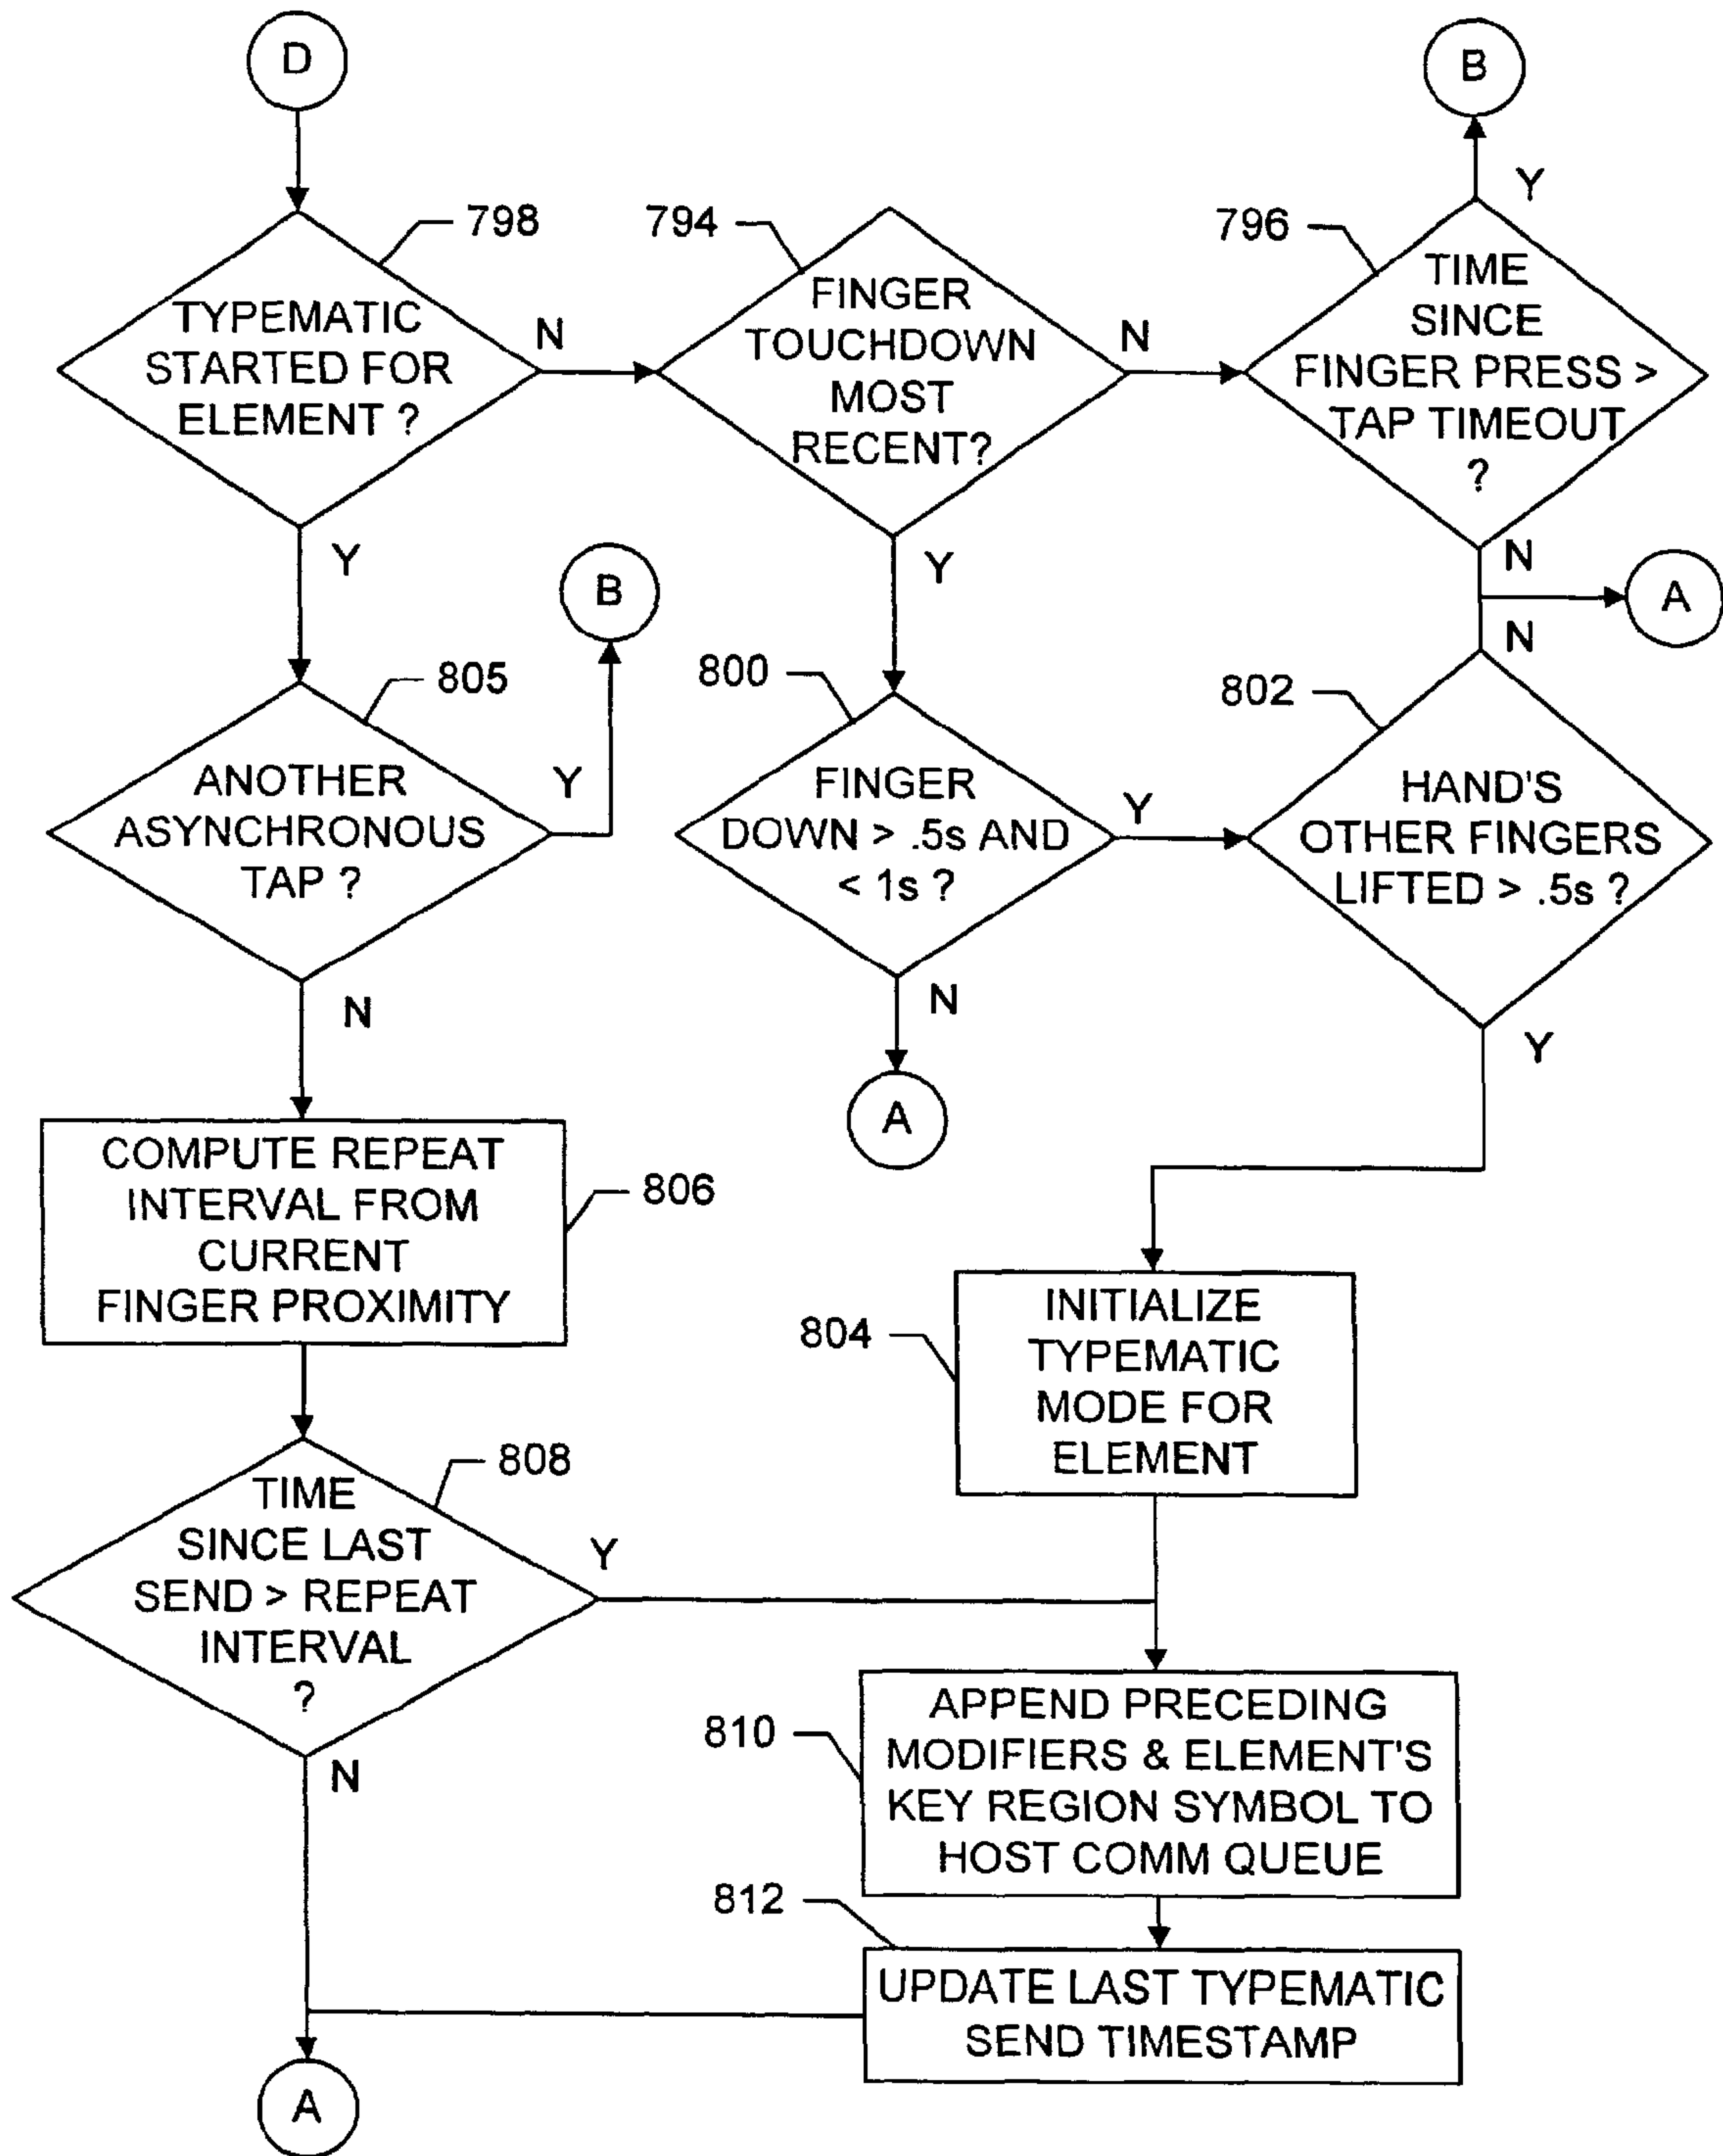 D
B
798
TYPEMATIC
STARTED FOR
ELEMENT ?
N
Y
794
FINGER
TOUCHDOWN
MOST
RECENT?
N
Y
796
TIME
SINCE
FINGER PRESS >
TAP TIMEOUT
?
Y
N
A
B
805
ANOTHER
ASYNCHRONOUS
TAP ?
Y
N
800
FINGER
DOWN > .5s AND
< 1s ?
Y
N
A
802
HAND'S
OTHER FINGERS
LIFTED > .5s ?
N
Y
COMPUTE REPEAT
INTERVAL FROM
CURRENT
FINGER PROXIMITY
806
804
INITIALIZE
TYPEMATIC
MODE FOR
ELEMENT
808
TIME
SINCE LAST
SEND > REPEAT
INTERVAL
?
Y
N
810
APPEND PRECEDING
MODIFIERS & ELEMENT'S
KEY REGION SYMBOL TO
HOST COMM QUEUE
812
UPDATE LAST TYPEMATIC
SEND TIMESTAMP
A